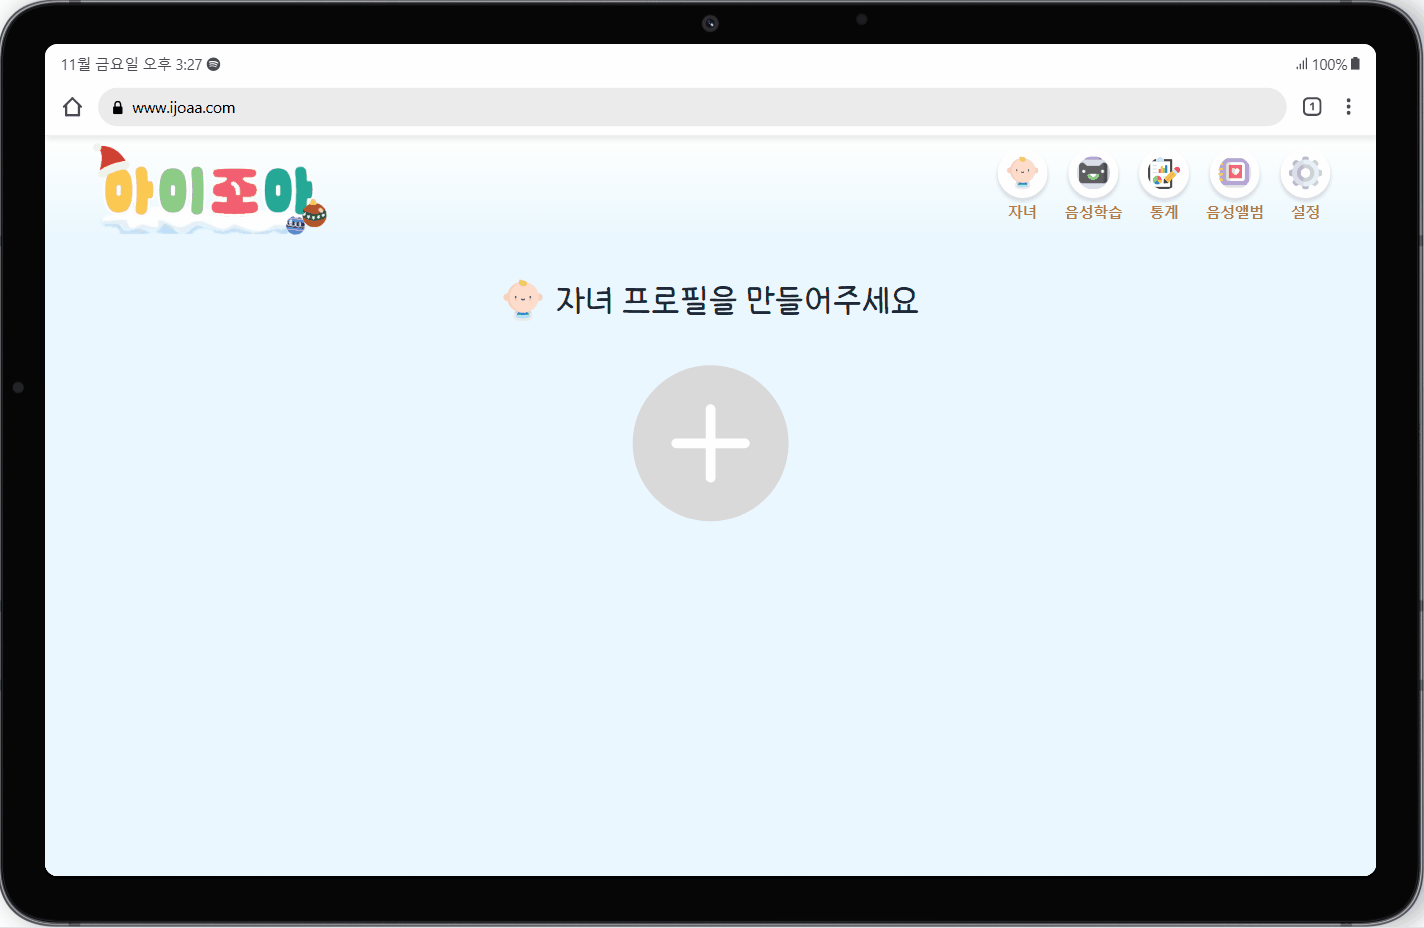 11월 금요일 오후 3:27
100%
www.ijoaa.com
1
아이조아
자녀
음성학습
통계
음성앨범
설정
자녀 프로필을 만들어주세요